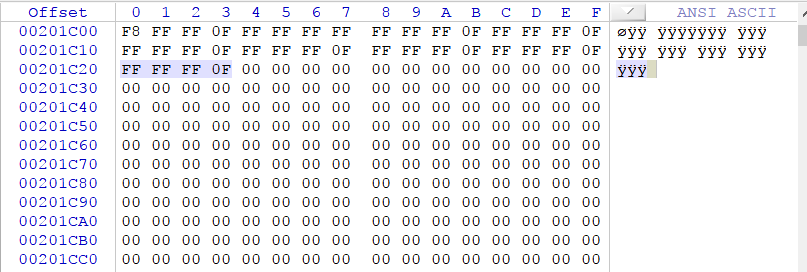 Offset 0 1 2 3 4 5 6 7 8 9 A B C D E F ANSI ASCII
00201C00 F8 FF FF 0F FF FF FF FF FF FF FF 0F FF FF FF 0F øÿÿ ÿÿÿÿÿÿÿ ÿÿÿ
00201C10 FF FF FF 0F FF FF FF 0F FF FF FF 0F FF FF FF 0F ÿÿÿ ÿÿÿ ÿÿÿ ÿÿÿ
00201C20 FF FF FF 0F 00 00 00 00 00 00 00 00 00 00 00 00 ÿÿÿ
00201C30 00 00 00 00 00 00 00 00 00 00 00 00 00 00 00 00
00201C40 00 00 00 00 00 00 00 00 00 00 00 00 00 00 00 00
00201C50 00 00 00 00 00 00 00 00 00 00 00 00 00 00 00 00
00201C60 00 00 00 00 00 00 00 00 00 00 00 00 00 00 00 00
00201C70 00 00 00 00 00 00 00 00 00 00 00 00 00 00 00 00
00201C80 00 00 00 00 00 00 00 00 00 00 00 00 00 00 00 00
00201C90 00 00 00 00 00 00 00 00 00 00 00 00 00 00 00 00
00201CA0 00 00 00 00 00 00 00 00 00 00 00 00 00 00 00 00
00201CB0 00 00 00 00 00 00 00 00 00 00 00 00 00 00 00 00
00201CC0 00 00 00 00 00 00 00 00 00 00 00 00 00 00 00 00